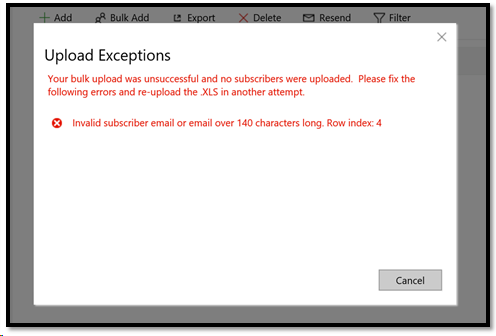 Add Bulk Add Export Delete Resend Filter
Upload Exceptions
Your bulk upload was unsuccessful and no subscribers were uploaded. Please fix the
following errors and re-upload the .XLS in another attempt.
Invalid subscriber email or email over 140 characters long. Row index: 4
Cancel